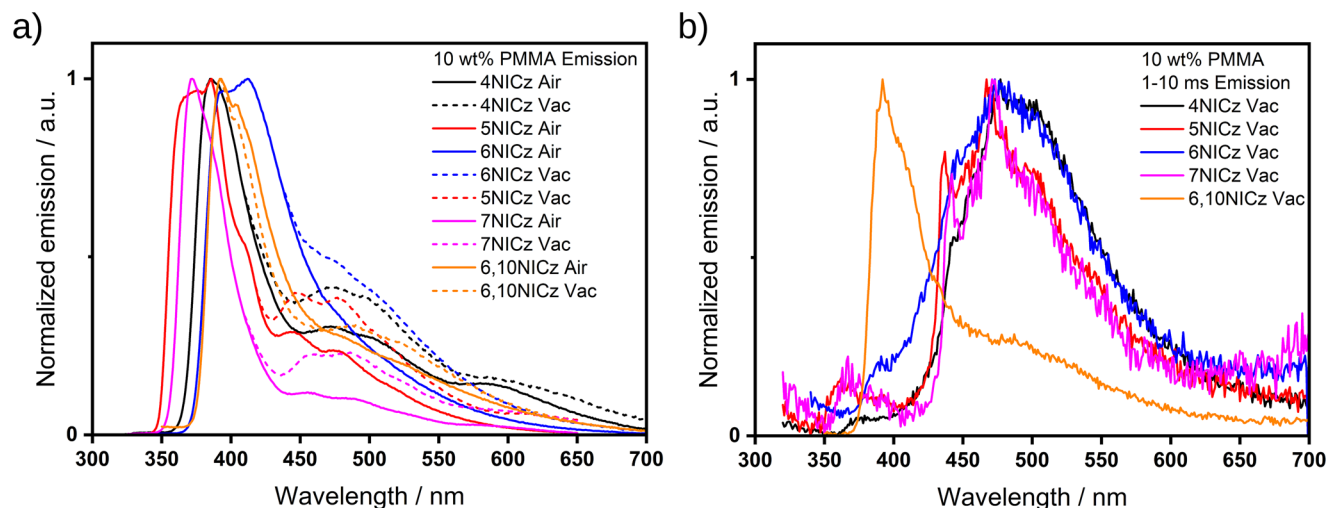 a)
10 wt% PMMA Emission
4NICz Air
4NICz Vac
5NICz Air
6NICz Air
6NICz Vac
5NICz Vac
7NICz Air
7NICz Vac
6,10NICz Air
6,10NICz Vac
1
0
Normalized emission / a.u.
300 350 400 450 500 550 600 650 700
Wavelength / nm
b)
10 wt% PMMA
1-10 ms Emission
4NICz Vac
5NICz Vac
6NICz Vac
7NICz Vac
6,10NICz Vac
1
0
Normalized emission / a.u.
300 350 400 450 500 550 600 650 700
Wavelength / nm